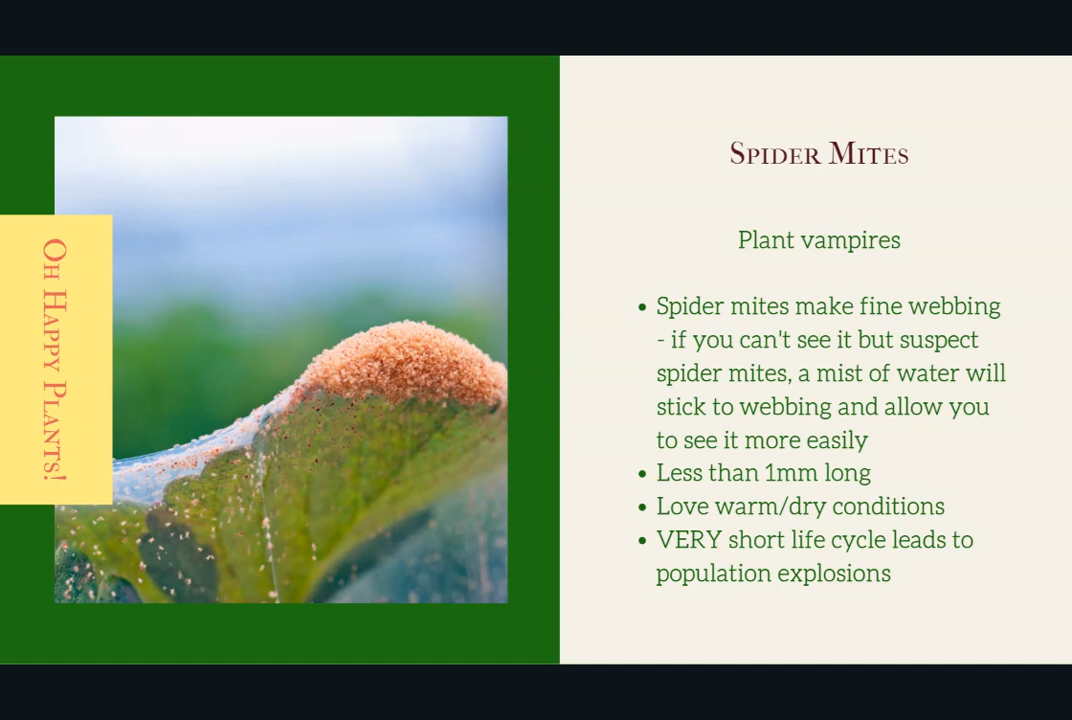 Oh Happy Plants!
Spider Mites
Plant vampires
• Spider mites make fine webbing
- if you can't see it but suspect
spider mites, a mist of water will
stick to webbing and allow you
to see it more easily
• Less than 1mm long
• Love warm/dry conditions
• VERY short life cycle leads to
population explosions